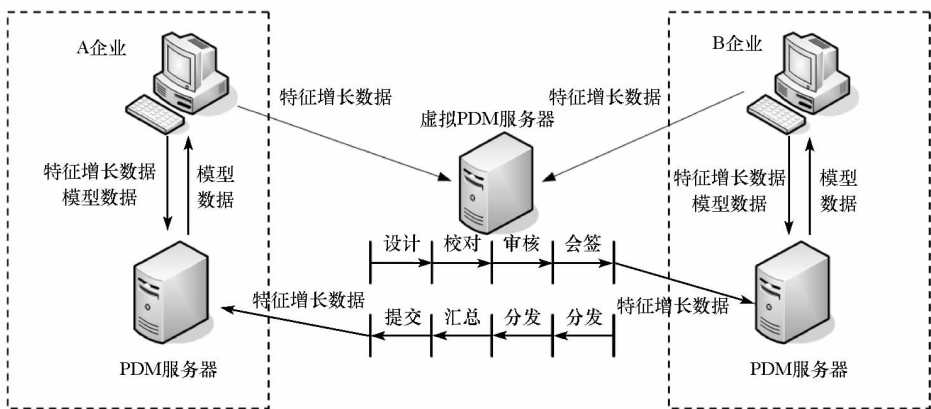 A企业
B企业
特征增长数据
特征增长数据
虚拟PDM服务器
特征增长数据
模型数据
模型
数据
特征增长数据
模型数据
模型
数据
设计
校对
审核
会签
特征增长数据
特征增长数据
提交
汇总
分发
分发
PDM服务器
PDM服务器